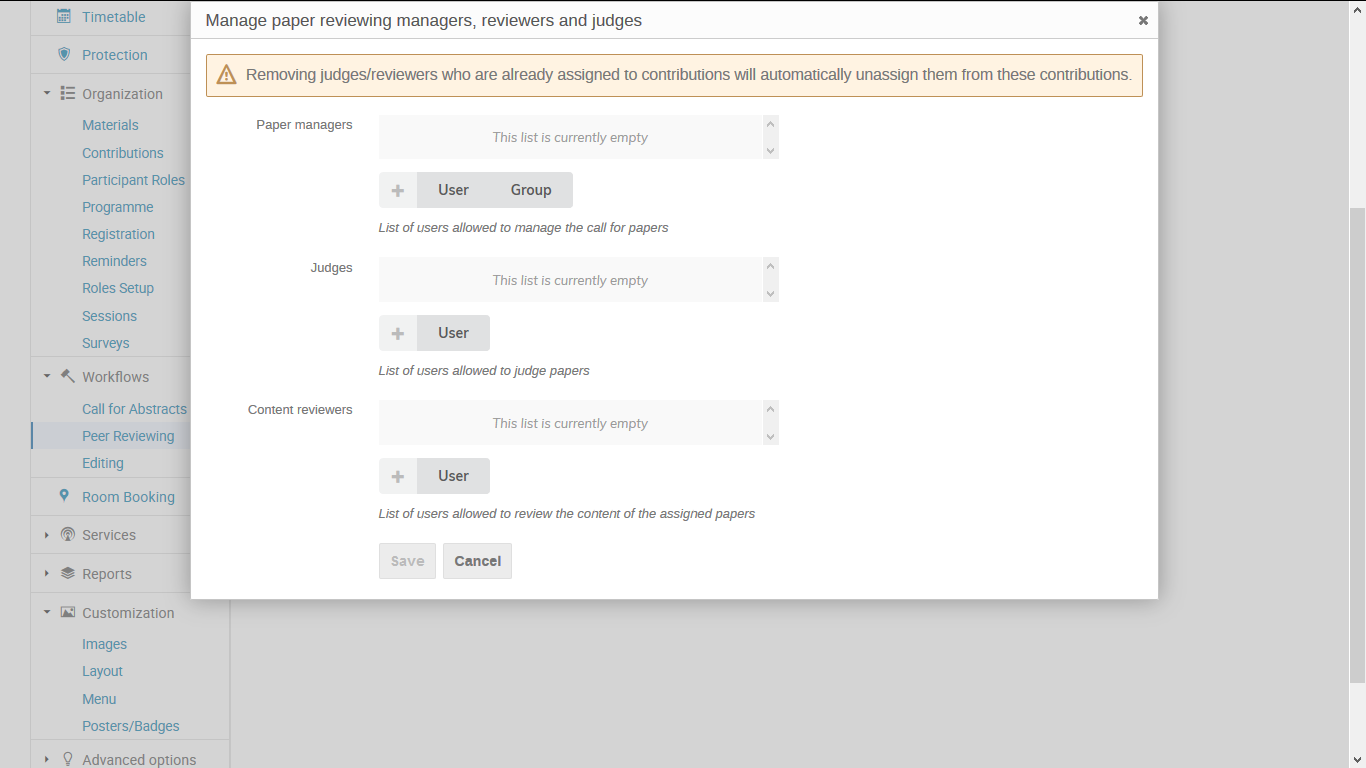 Timetable
Protection
Organization
Materials
Contributions
Participant Roles
Programme
Registration
Reminders
Roles Setup
Sessions
Surveys
Workflows
Call for Abstracts
Peer Reviewing
Editing
Room Booking
Services
Reports
Customization
Images
Layout
Menu
Posters/Badges
Advanced options
Manage paper reviewing managers, reviewers and judges
Removing judges/reviewers who are already assigned to contributions will automatically unassign them from these contributions.
Paper managers
This list is currently empty
User Group
List of users allowed to manage the call for papers
Judges
This list is currently empty
User
List of users allowed to judge papers
Content reviewers
This list is currently empty
User
List of users allowed to review the content of the assigned papers
Save Cancel